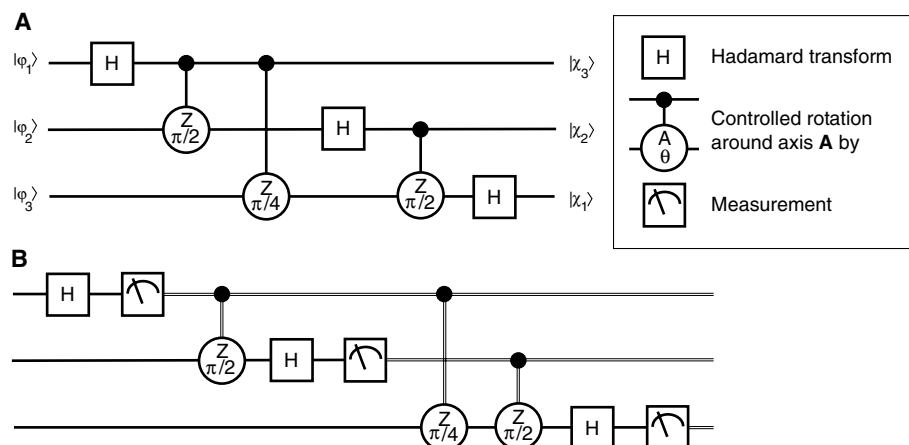 A
|φ₁⟩ H |χ₃⟩
|φ₂⟩ Z π/2 H |χ₂⟩
|φ₃⟩ Z π/4 Z π/2 H |χ₁⟩
H Hadamard transform
A θ Controlled rotation
around axis A by
Measurement
B
H
Z π/2 H
Z π/4 Z π/2 H